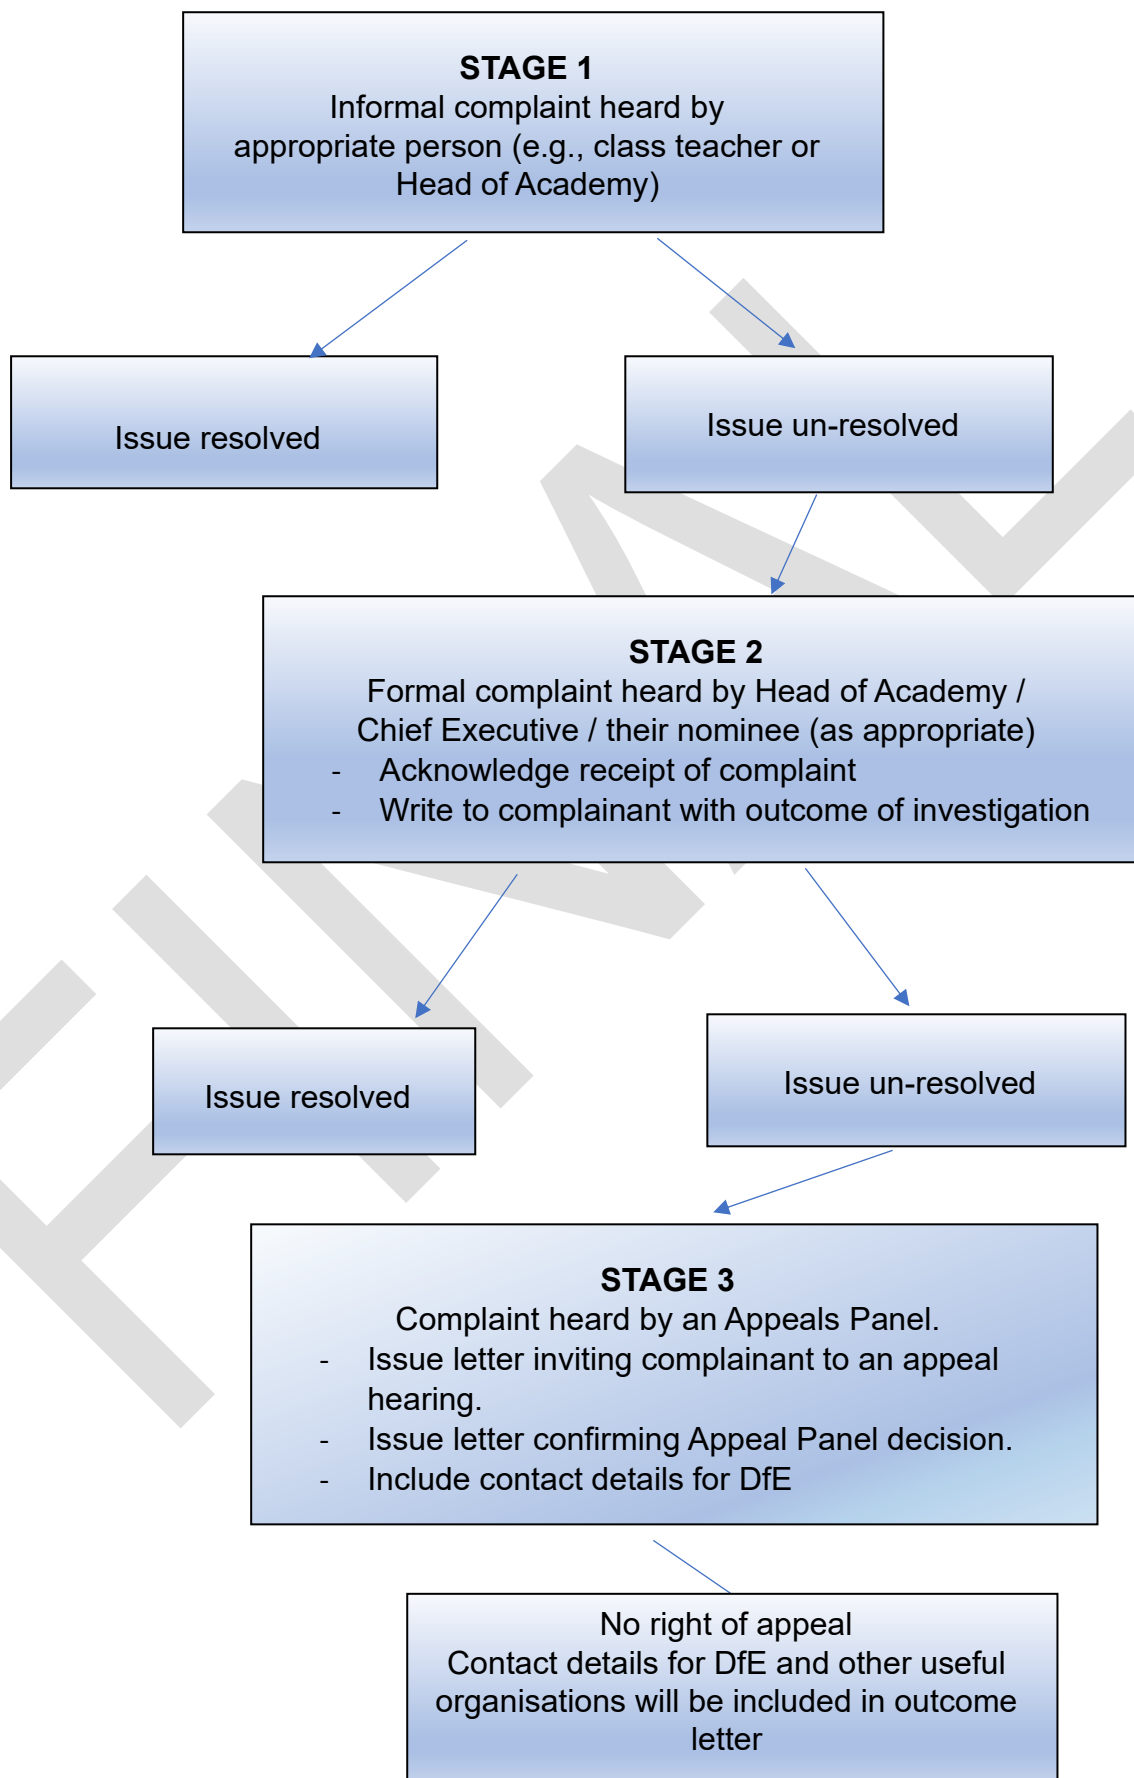 STAGE 1
Informal complaint heard by
appropriate person (e.g., class teacher or
Head of Academy)
Issue resolved
Issue un-resolved
STAGE 2
Formal complaint heard by Head of Academy /
Chief Executive / their nominee (as appropriate)
- Acknowledge receipt of complaint
- Write to complainant with outcome of investigation
Issue resolved
Issue un-resolved
STAGE 3
Complaint heard by an Appeals Panel.
- Issue letter inviting complainant to an appeal
hearing.
- Issue letter confirming Appeal Panel decision.
- Include contact details for DfE
No right of appeal
Contact details for DfE and other useful
organisations will be included in outcome
letter
FINAL